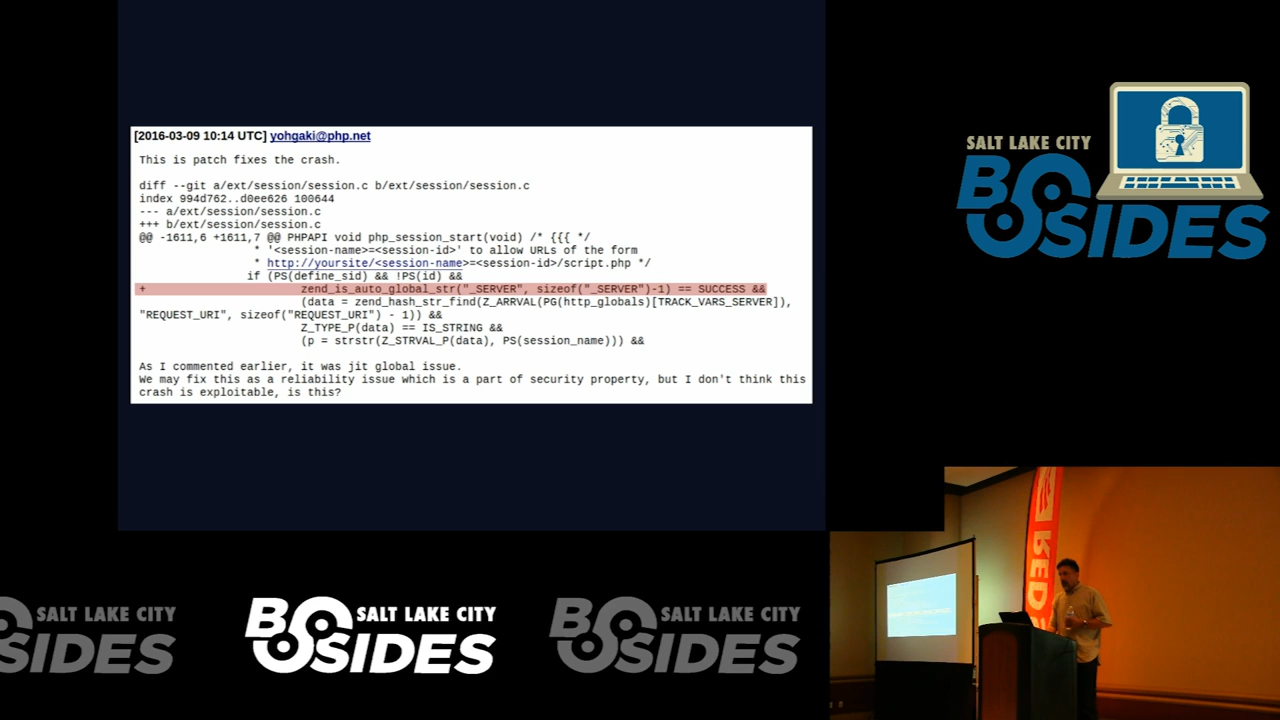 [2016-03-09 10:14 UTC] yohgaki@php.net
This is patch fixes the crash.
diff --git a/ext/session/session.c b/ext/session/session.c
index 994d762..d0ee626 100644
--- a/ext/session/session.c
+++ b/ext/session/session.c
@@ -1611,6 +1611,7 @@ PHPAPI void php_session_start(void) /* {{{ */
* '<session-name>=<session-id>' to allow URLs of the form
* http://yoursite/<session-name>=<session-id>/script.php */
if (PS(define_sid) && !PS(id) &&
+ zend_is_auto_global_str("_SERVER", sizeof("_SERVER")-1) == SUCCESS &&
(data = zend_hash_str_find(Z_ARRVAL(PG(http_globals)[TRACK_VARS_SERVER]),
"REQUEST_URI", sizeof("REQUEST_URI") - 1)) &&
Z_TYPE_P(data) == IS_STRING &&
(p = strstr(Z_STRVAL_P(data), PS(session_name))) &&
As I commented earlier, it was jit global issue.
We may fix this as a reliability issue which is a part of security property, but I don't think this
crash is exploitable, is this?
SALT LAKE CITY
BSIDES
RED
SALT LAKE CITY
SIDES
SALT LAKE CITY
BSIDES
SALT LAKE CITY
BSIDES